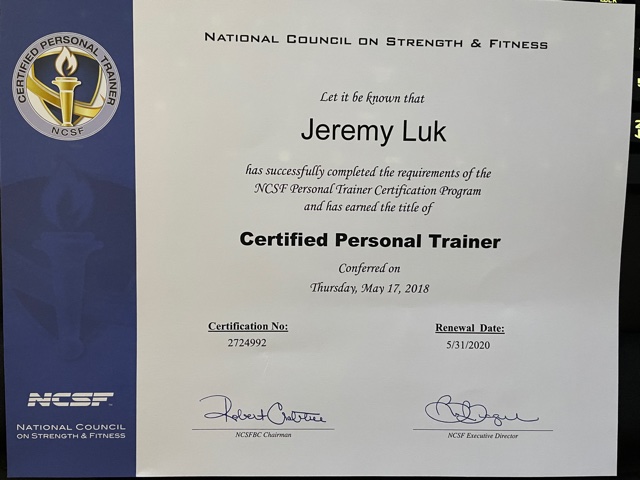 NATIONAL COUNCIL ON STRENGTH & FITNESS
CERTIFIED PERSONAL TRAINER
NCSF
Let it be known that
Jeremy Luk
has successfully completed the requirements of the
NCSF Personal Trainer Certification Program
and has earned the title of
Certified Personal Trainer
Conferred on
Thursday, May 17, 2018
Certification No:
2724992
Renewal Date:
5/31/2020
Robert Crabtree
NCSFBC Chairman
NCSF Executive Director
NCSF™
NATIONAL COUNCIL
ON STRENGTH & FITNESS